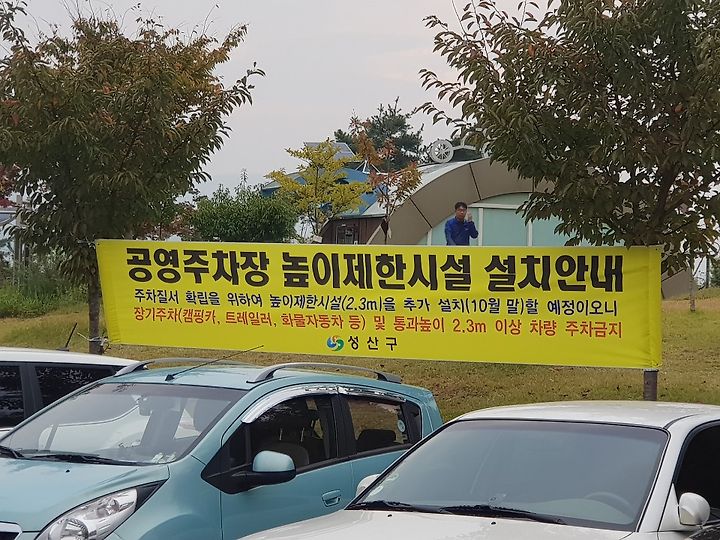 공영주차장 높이제한시설 설치안내
주차질서 확립을 위하여 높이제한시설(2.3m)을 추가 설치(10월 말)할 예정이오니
장기주차(캠핑카, 트레일러, 화물자동차 등) 및 통과높이 2.3m 이상 차량 주차금지
성산구